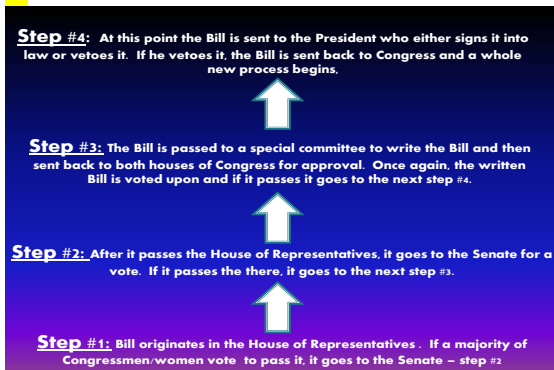 Step #4: At this point the Bill is sent to the President who either signs it into
law or vetoes it. If he vetoes it, the Bill is sent back to Congress and a whole
new process begins,
Step #3: The Bill is passed to a special committee to write the Bill and then
sent back to both houses of Congress for approval. Once again, the written
Bill is voted upon and if it passes it goes to the next step #4.
Step #2: After it passes the House of Representatives, it goes to the Senate for a
vote. If it passes the there, it goes to the next step #3.
Step #1: Bill originates in the House of Representatives . If a majority of
Congressmen/women vote to pass it, it goes to the Senate – step #2